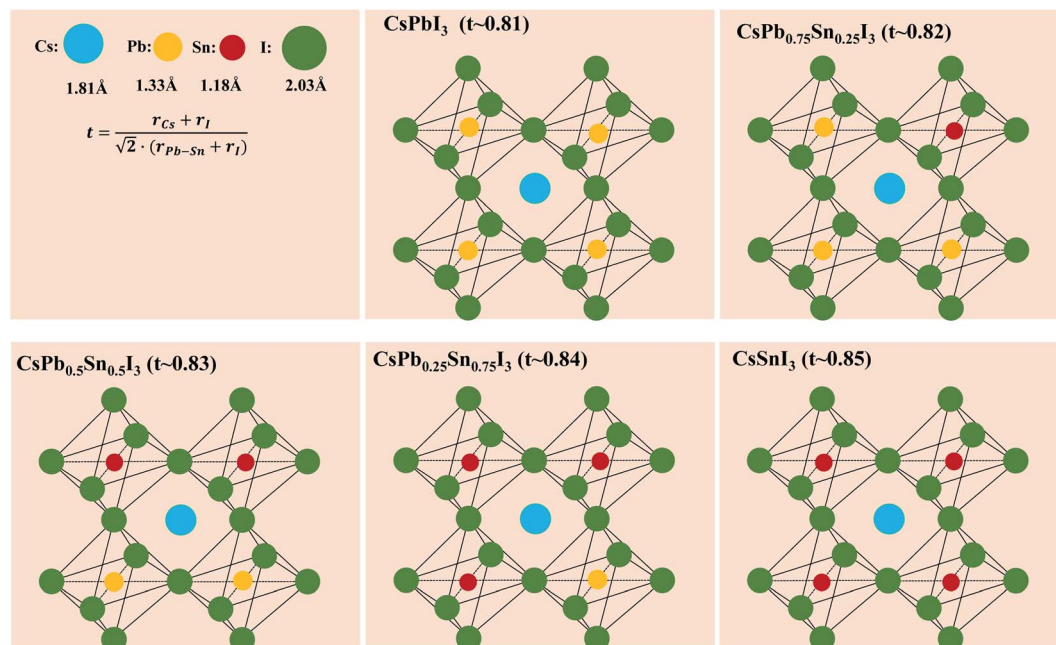 Cs: Pb: Sn: I:
1.81Å 1.33Å 1.18Å 2.03Å
t = (r_Cs + r_I) / (√2 · (r_Pb−Sn + r_I))
CsPbI₃ (t~0.81)
CsPb₀.₇₅Sn₀.₂₅I₃ (t~0.82)
CsPb₀.₅Sn₀.₅I₃ (t~0.83)
CsPb₀.₂₅Sn₀.₇₅I₃ (t~0.84)
CsSnI₃ (t~0.85)